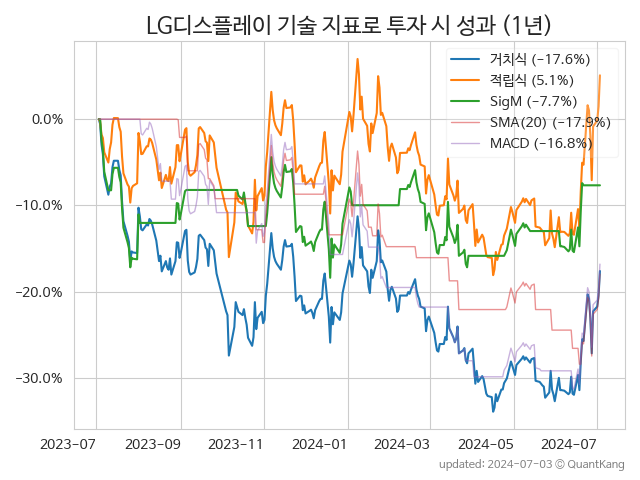 LG디스플레이 기술 지표로 투자 시 성과 (1년)
거치식 (−17.6%)
적립식 (5.1%)
SigM (−7.7%)
SMA(20) (−17.9%)
MACD (−16.8%)
0.0%
−10.0%
−20.0%
−30.0%
2023-07 2023-09 2023-11 2024-01 2024-03 2024-05 2024-07
updated: 2024-07-03 ⓒ QuantKang